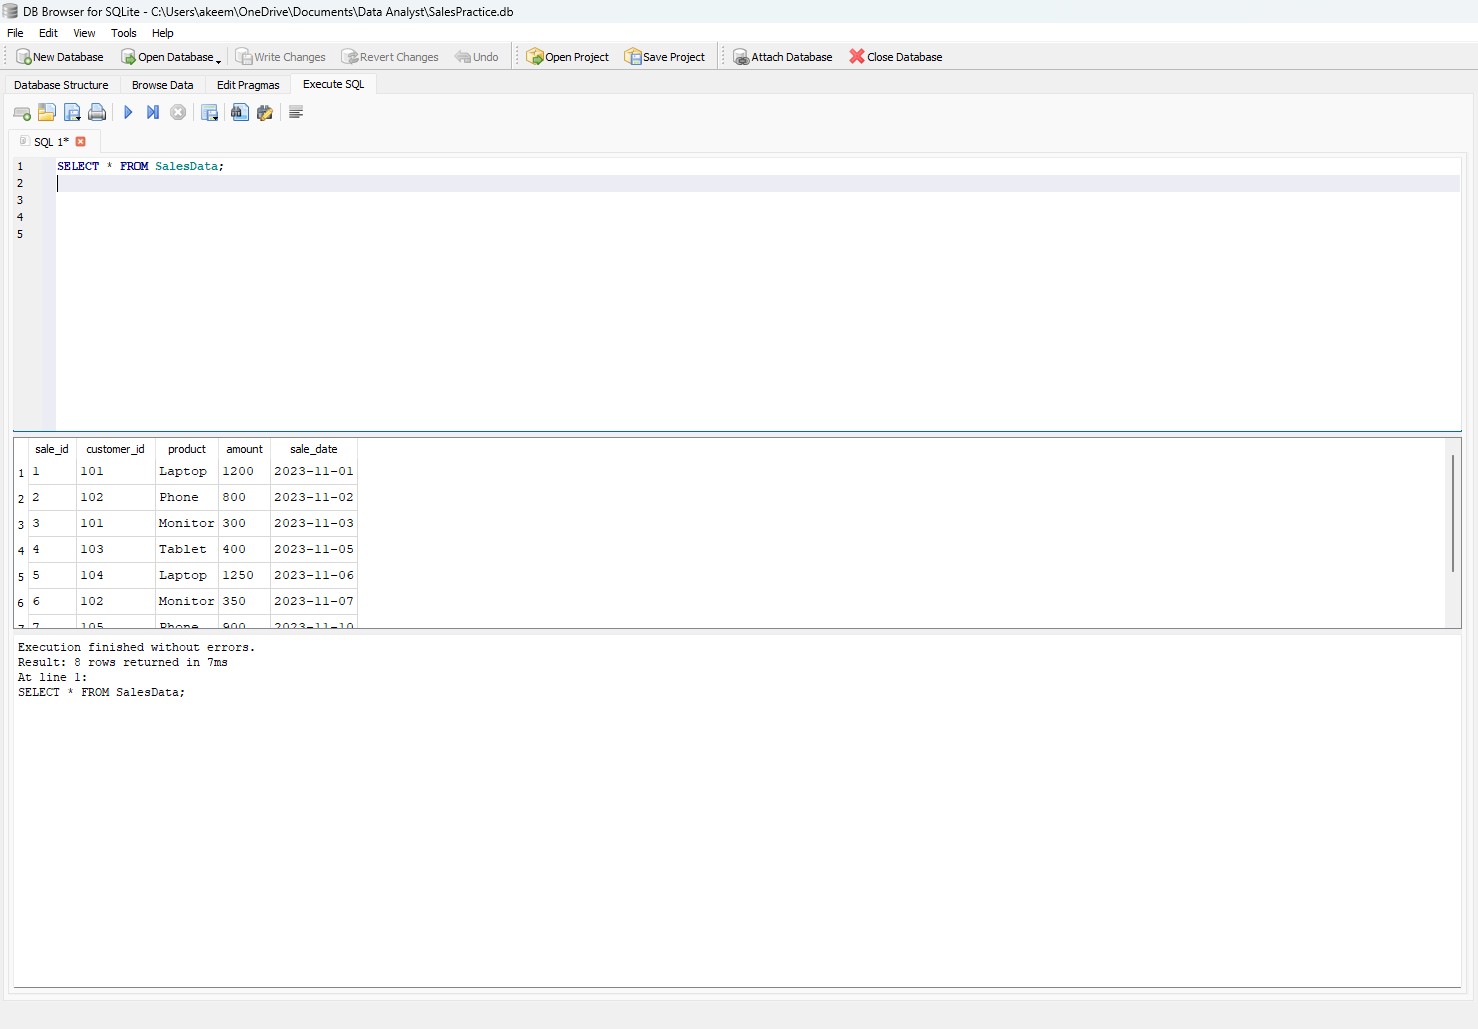 DB Browser for SQLite - C:\Users\akeem\OneDrive\Documents\Data Analyst\SalesPractice.db
File Edit View Tools Help
New Database Open Database Write Changes Revert Changes Undo Open Project Save Project Attach Database Close Database
Database Structure Browse Data Edit Pragmas Execute SQL
SQL 1*
1 SELECT * FROM SalesData;
2
3
4
5
sale_id customer_id product amount sale_date
1 1 101 Laptop 1200 2023-11-01
2 2 102 Phone 800 2023-11-02
3 3 101 Monitor 300 2023-11-03
4 4 103 Tablet 400 2023-11-05
5 5 104 Laptop 1250 2023-11-06
6 6 102 Monitor 350 2023-11-07
7 7 105 Phone 900 2023-11-10
Execution finished without errors.
Result: 8 rows returned in 7ms
At line 1:
SELECT * FROM SalesData;